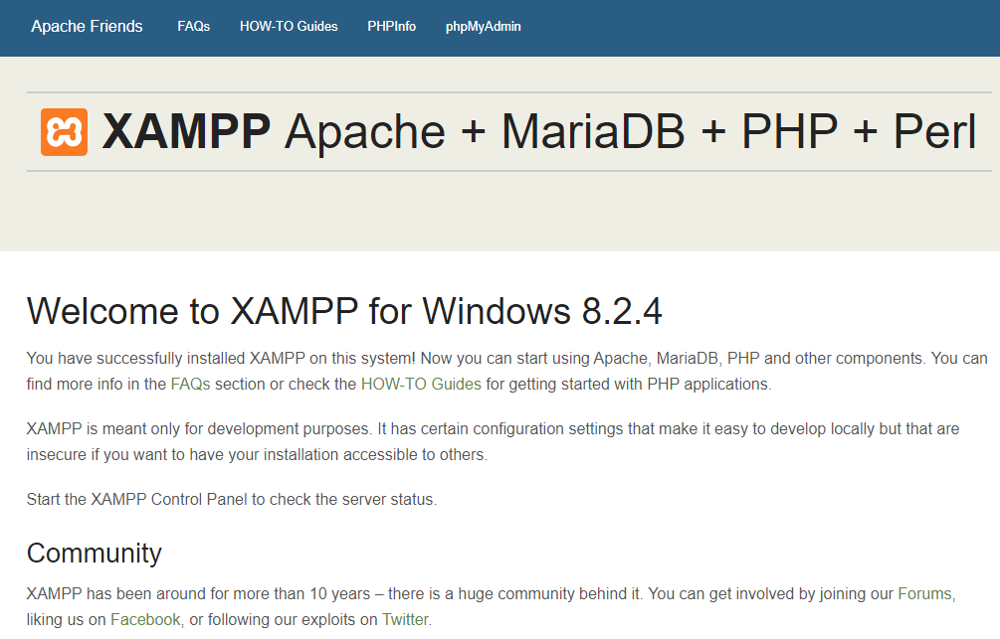 Apache Friends FAQs HOW-TO Guides PHPInfo phpMyAdmin
XAMPP Apache + MariaDB + PHP + Perl
Welcome to XAMPP for Windows 8.2.4
You have successfully installed XAMPP on this system! Now you can start using Apache, MariaDB, PHP and other components. You can
find more info in the FAQs section or check the HOW-TO Guides for getting started with PHP applications.
XAMPP is meant only for development purposes. It has certain configuration settings that make it easy to develop locally but that are
insecure if you want to have your installation accessible to others.
Start the XAMPP Control Panel to check the server status.
Community
XAMPP has been around for more than 10 years – there is a huge community behind it. You can get involved by joining our Forums,
liking us on Facebook, or following our exploits on Twitter.